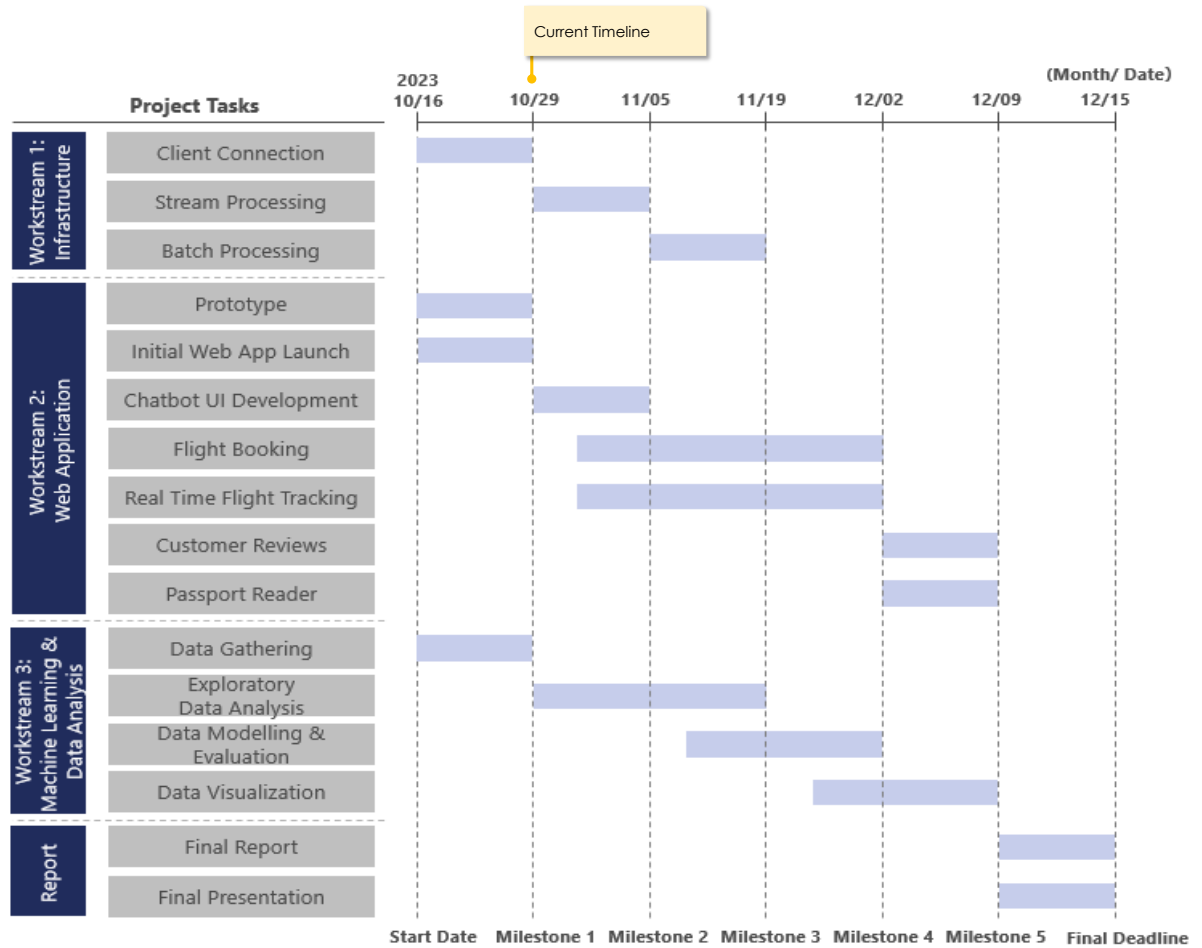 Current Timeline
2023
(Month/ Date)
Project Tasks
10/16
10/29
11/05
11/19
12/02
12/09
12/15
Workstream 1:
Infrastructure
Client Connection
Stream Processing
Batch Processing
Workstream 2:
Web Application
Prototype
Initial Web App Launch
Chatbot UI Development
Flight Booking
Real Time Flight Tracking
Customer Reviews
Passport Reader
Workstream 3:
Machine Learning &
Data Analysis
Data Gathering
Exploratory
Data Analysis
Data Modelling &
Evaluation
Data Visualization
Report
Final Report
Final Presentation
Start Date
Milestone 1
Milestone 2
Milestone 3
Milestone 4
Milestone 5
Final Deadline